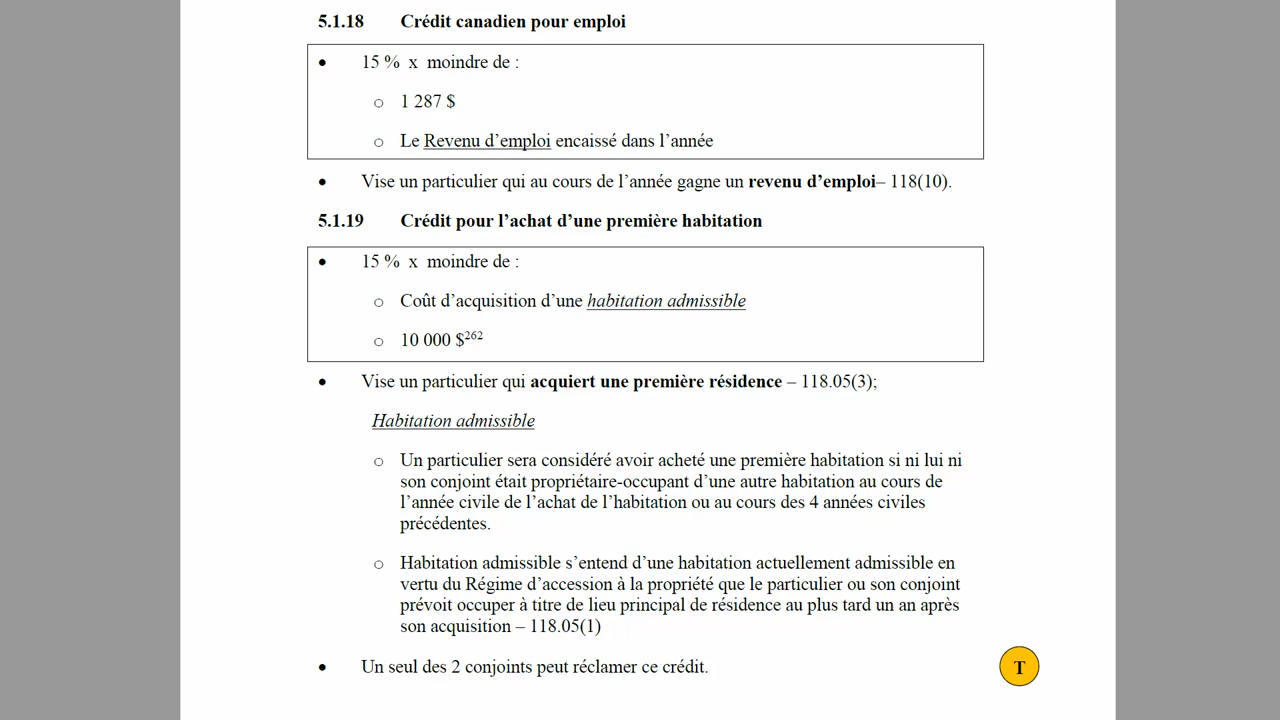 5.1.18 Crédit canadien pour emploi
• 15 % x moindre de :
o 1 287 $
o Le Revenu d’emploi encaissé dans l’année
• Vise un particulier qui au cours de l’année gagne un revenu d’emploi– 118(10).
5.1.19 Crédit pour l’achat d’une première habitation
• 15 % x moindre de :
o Coût d’acquisition d’une habitation admissible
o 10 000 $262
• Vise un particulier qui acquiert une première résidence – 118.05(3);
Habitation admissible
o Un particulier sera considéré avoir acheté une première habitation si ni lui ni
son conjoint était propriétaire-occupant d’une autre habitation au cours de
l’année civile de l’achat de l’habitation ou au cours des 4 années civiles
précédentes.
o Habitation admissible s’entend d’une habitation actuellement admissible en
vertu du Régime d’accession à la propriété que le particulier ou son conjoint
prévoit occuper à titre de lieu principal de résidence au plus tard un an après
son acquisition – 118.05(1)
• Un seul des 2 conjoints peut réclamer ce crédit.
T